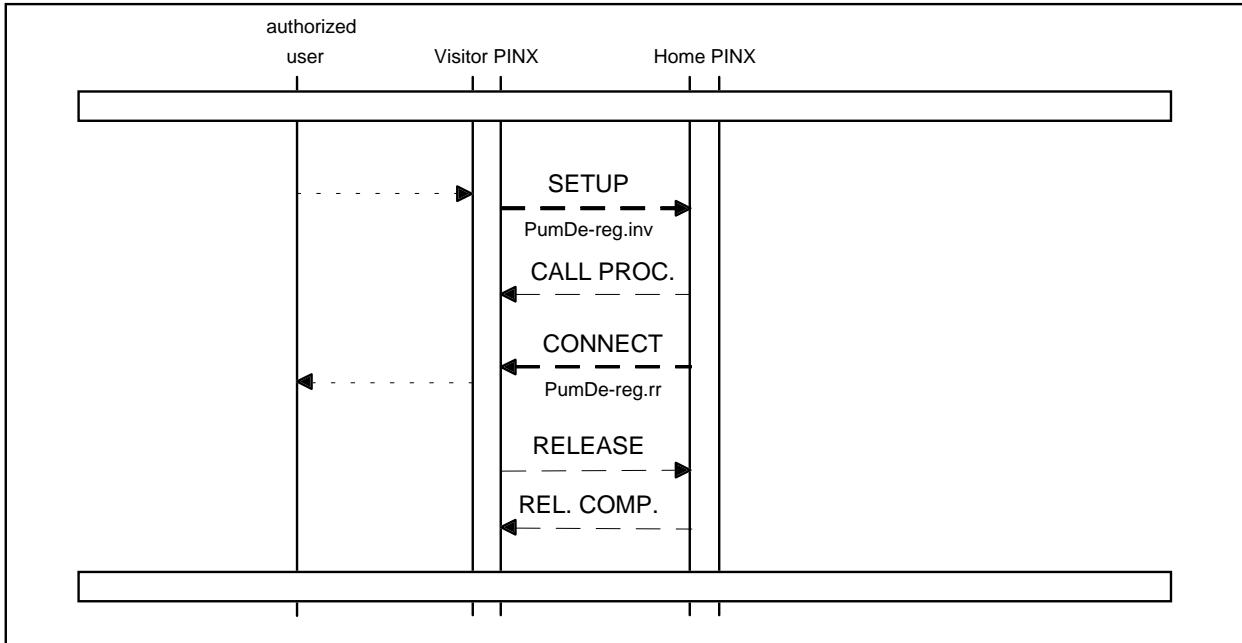 authorized
user
Visitor PINX
Home PINX
SETUP
PumDe-reg.inv
CALL PROC.
CONNECT
PumDe-reg.rr
RELEASE
REL. COMP.